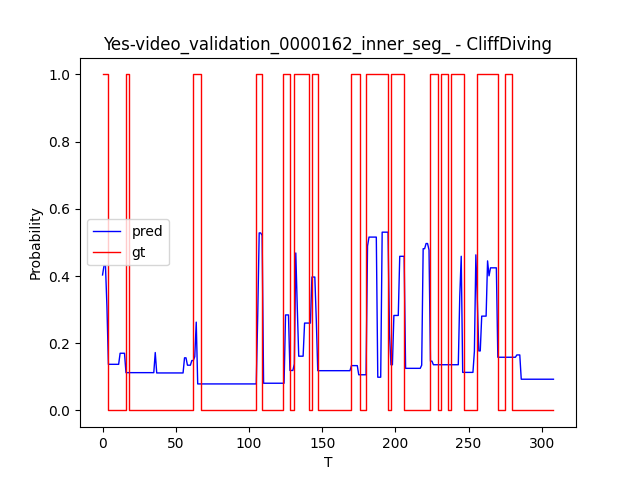 Yes-video_validation_0000162_inner_seg_ - CliffDiving
1.0
0.8
0.6
0.4
0.2
0.0
Probability
pred
gt
0 50 100 150 200 250 300
T